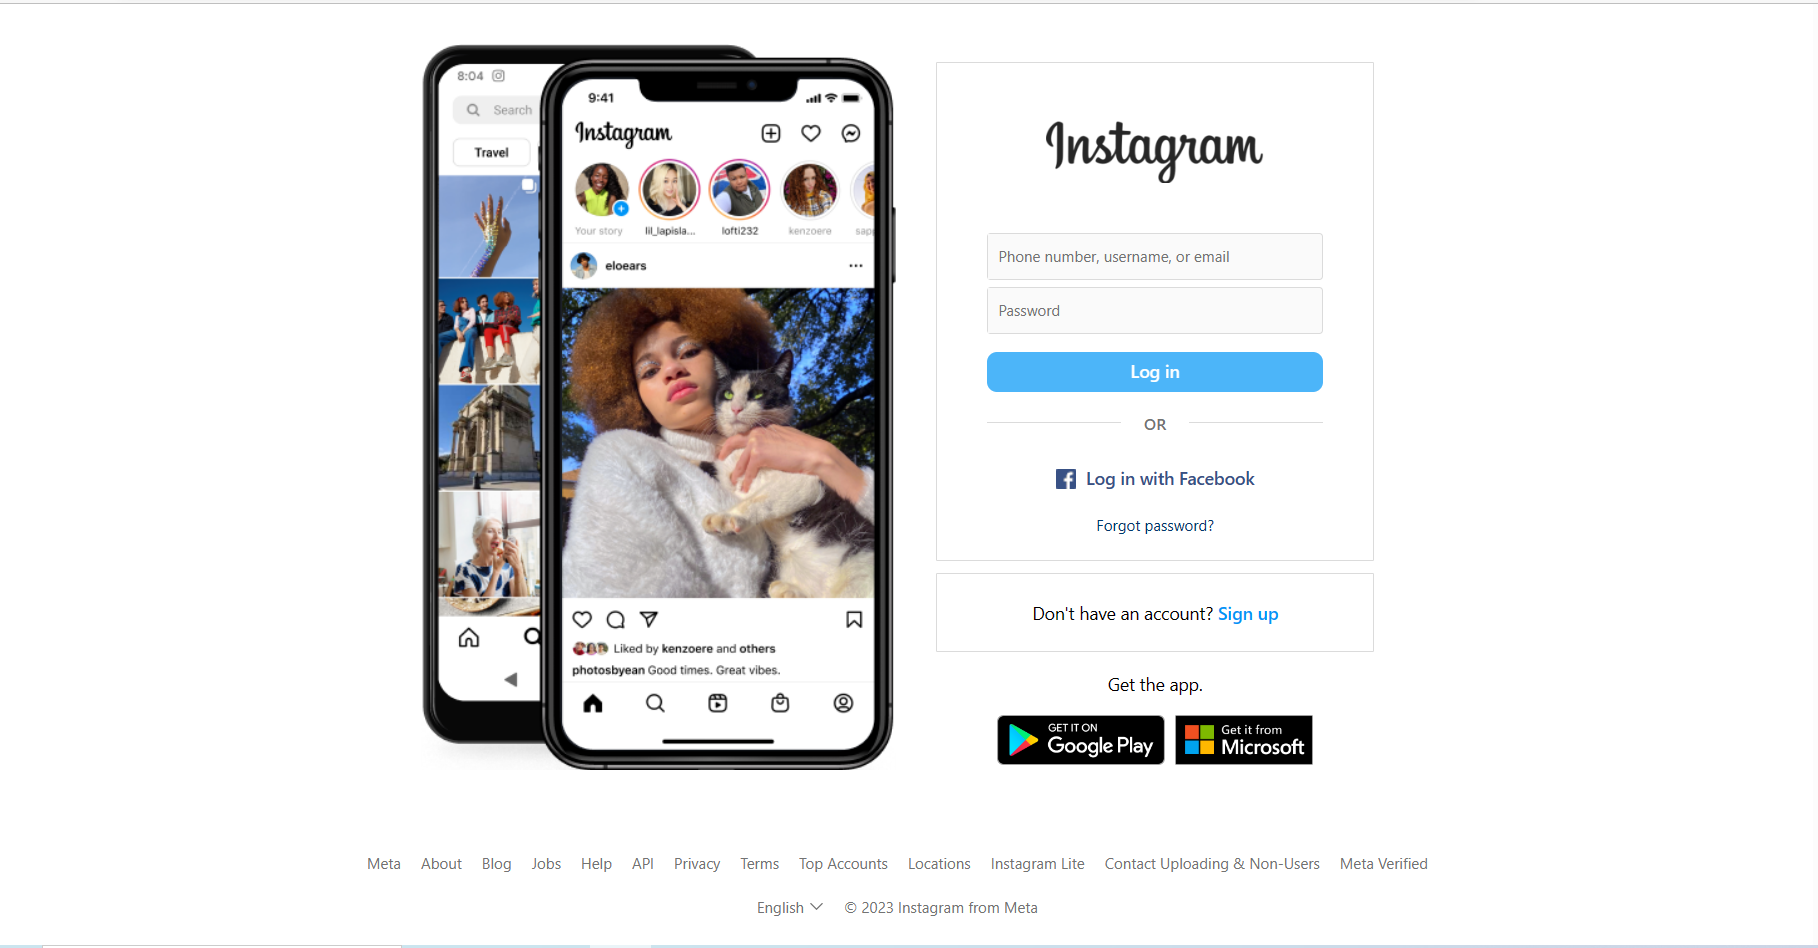 8:04
Search
Travel
9:41
Instagram
Your story
lil_lapisla...
lofti232
kenzoere
sapp
eloears
Liked by kenzoere and others
photosbyean Good times. Great vibes.
Instagram
Phone number, username, or email
Password
Log in
OR
Log in with Facebook
Forgot password?
Don't have an account? Sign up
Get the app.
GET IT ON
Google Play
Get it from
Microsoft
Meta About Blog Jobs Help API Privacy Terms Top Accounts Locations Instagram Lite Contact Uploading & Non-Users Meta Verified
English © 2023 Instagram from Meta